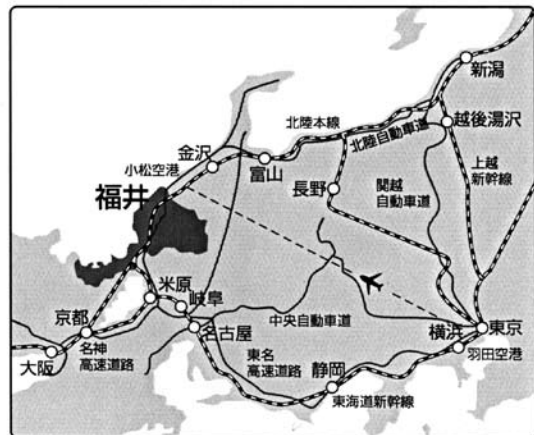 新潟
越後湯沢
北陸本線
北陸自動車道
金沢
小松空港
富山
上越
新幹線
長野
関越
自動車道
福井
米原
岐阜
京都
名古屋
中央自動車道
横浜
東京
大阪
名神
高速道路
東名
高速道路
静岡
羽田空港
東海道新幹線